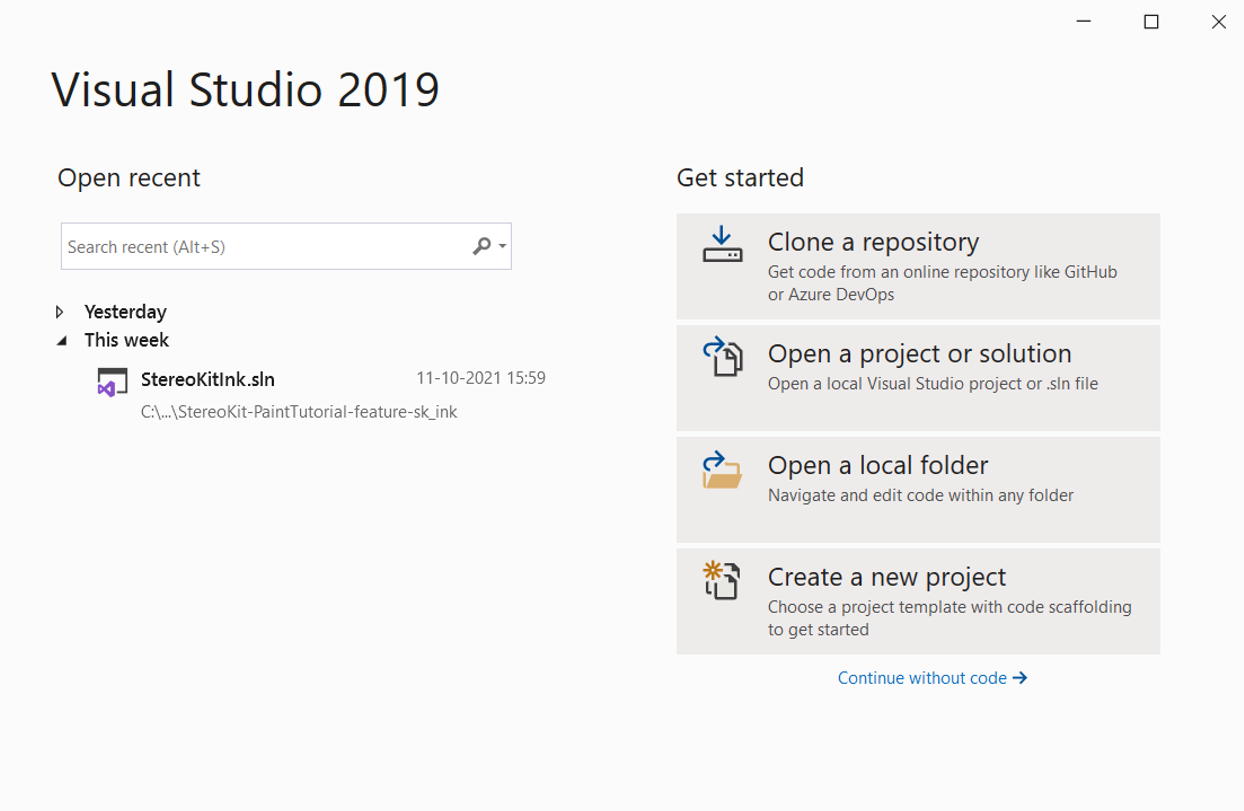 Visual Studio 2019
Open recent
Search recent (Alt+S)
Yesterday
This week
StereoKitInk.sln 11-10-2021 15:59
C:\...\StereoKit-PaintTutorial-feature-sk_ink
Get started
Clone a repository
Get code from an online repository like GitHub
or Azure DevOps
Open a project or solution
Open a local Visual Studio project or .sln file
Open a local folder
Navigate and edit code within any folder
Create a new project
Choose a project template with code scaffolding
to get started
Continue without code →